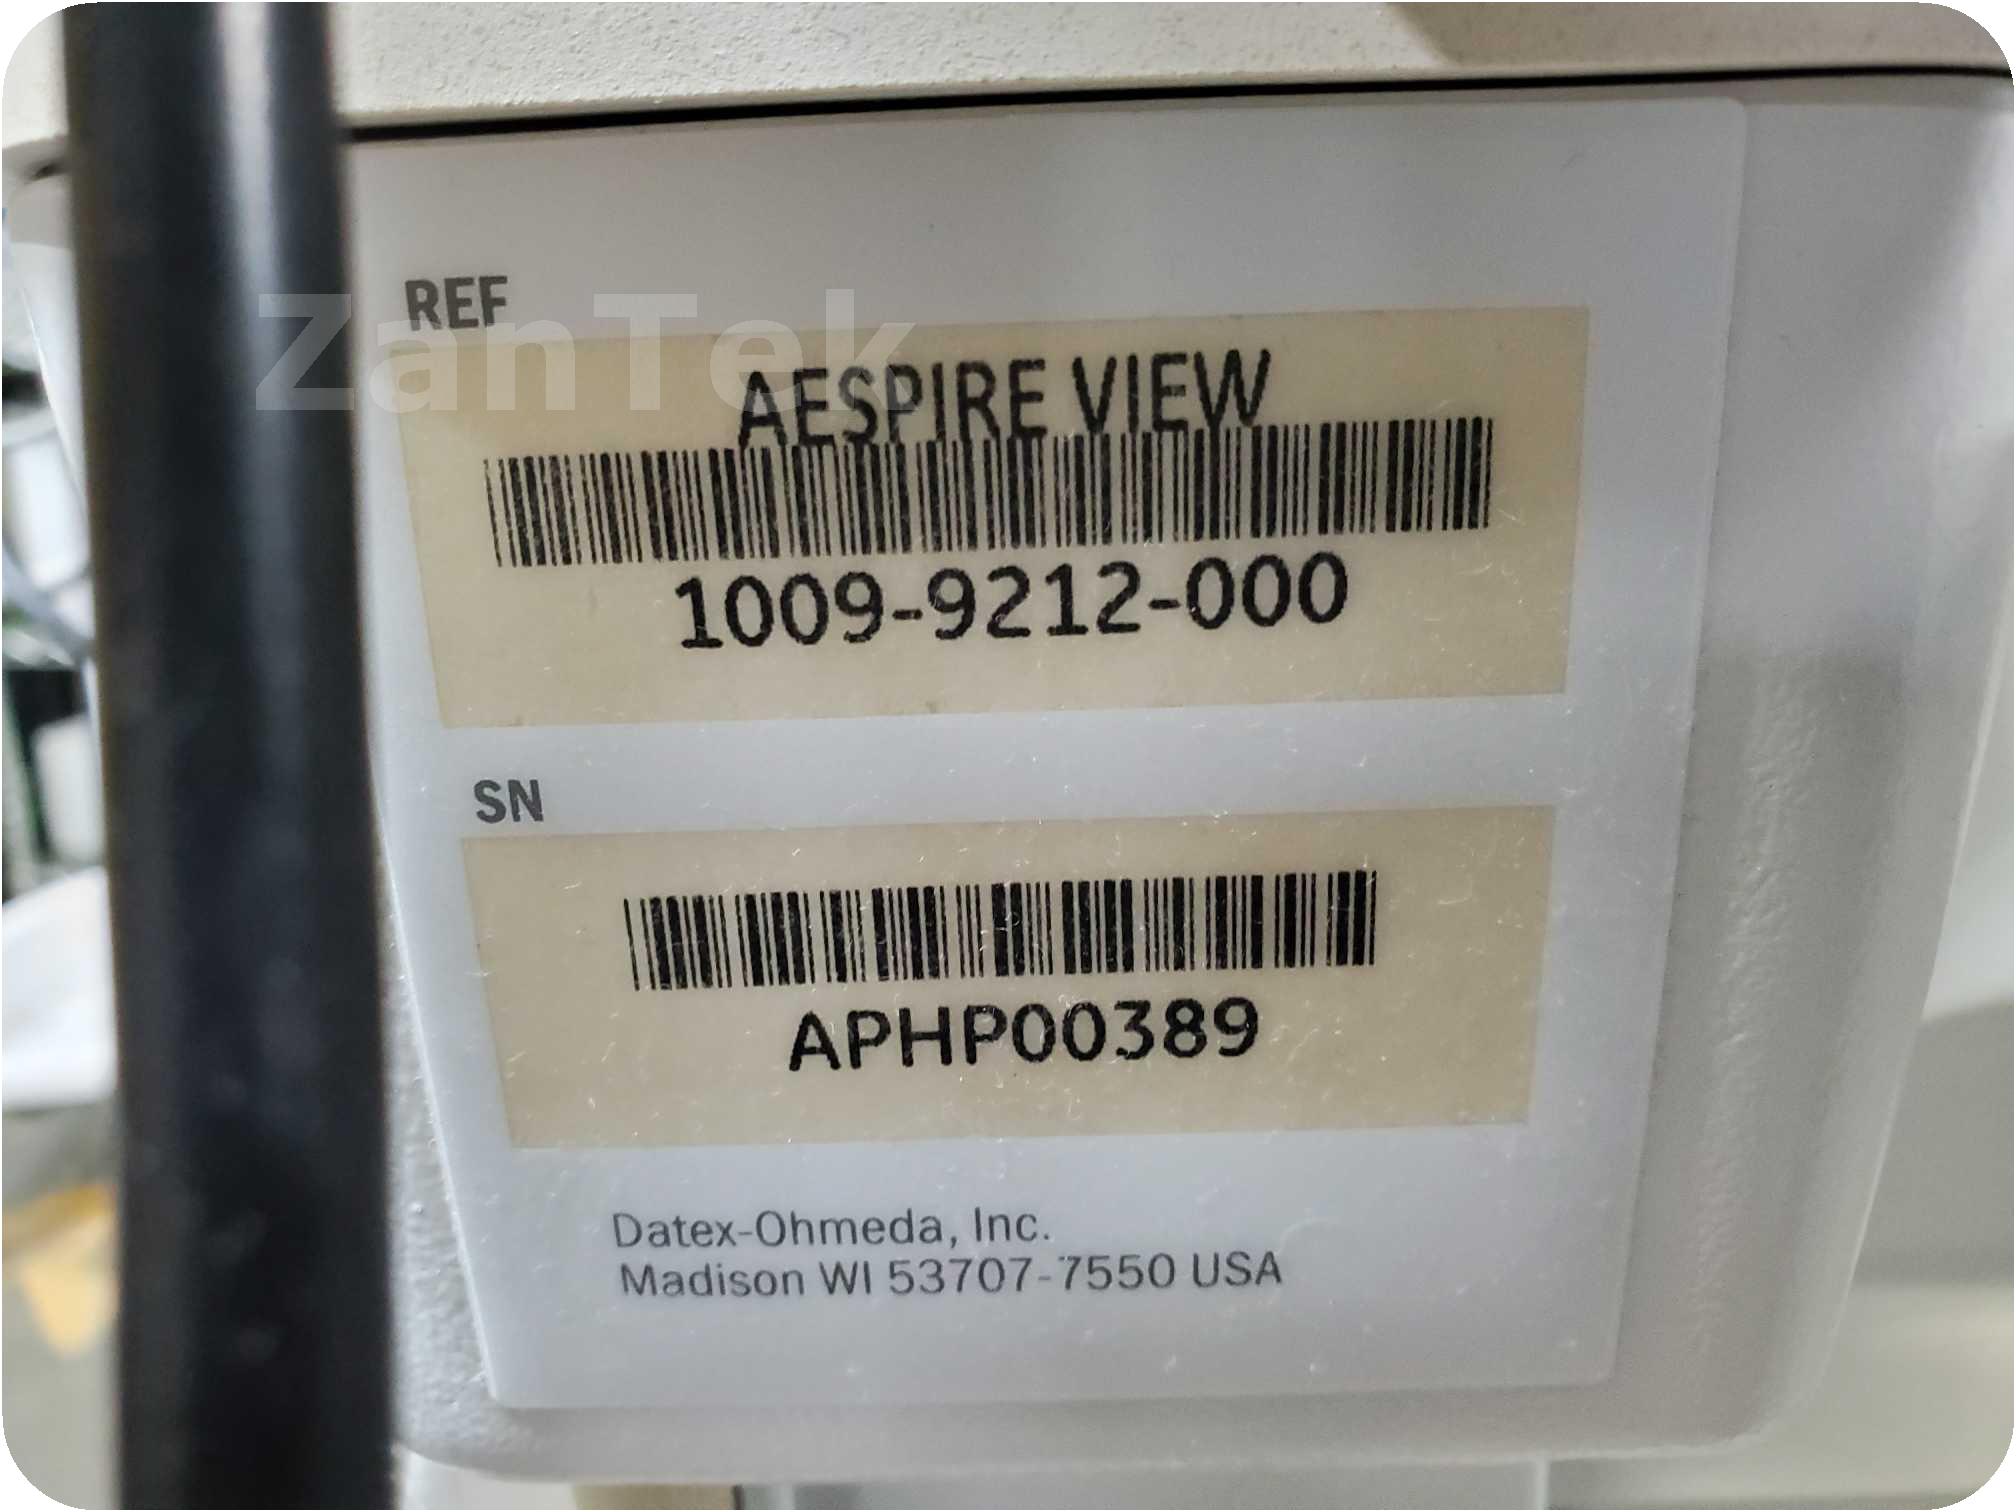 REF
ZanTek
AESPIRE VIEW
1009-9212-000
SN
APHP00389
Datex-Ohmeda, Inc.
Madison WI 53707-7550 USA